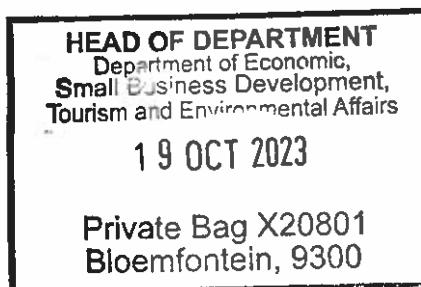 HEAD OF DEPARTMENT
Department of Economic,
Small Business Development,
Tourism and Environmental Affairs
19 OCT 2023
Private Bag X20801
Bloemfontein, 9300